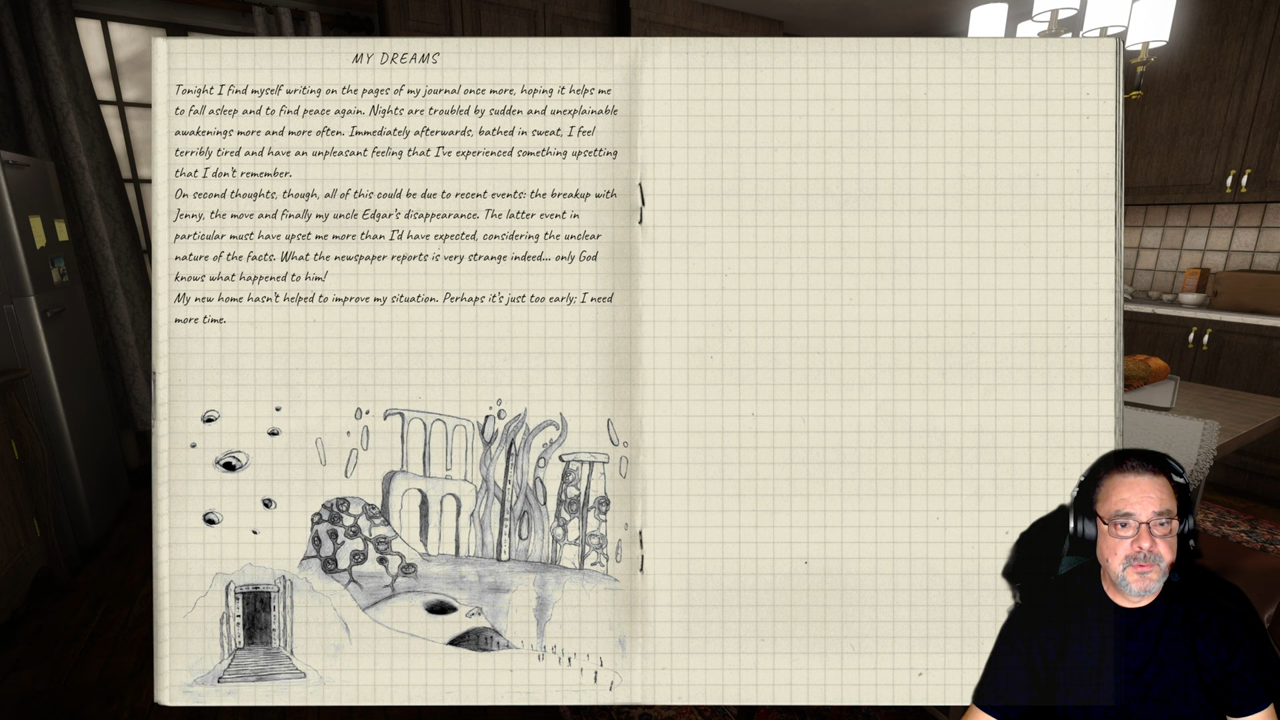 MY DREAMS
Tonight I find myself writing on the pages of my journal once more, hoping it helps me
to fall asleep and to find peace again. Nights are troubled by sudden and unexplainable
awakenings more and more often. Immediately afterwards, bathed in sweat, I feel
terribly tired and have an unpleasant feeling that I've experienced something upsetting
that I don't remember.
On second thoughts, though, all of this could be due to recent events: the breakup with
Jenny, the move and finally my uncle Edgar's disappearance. The latter event in
particular must have upset me more than I'd have expected, considering the unclear
nature of the facts. What the newspaper reports is very strange indeed... only God
knows what happened to him!
My new home hasn't helped to improve my situation. Perhaps it's just too early; I need
more time.